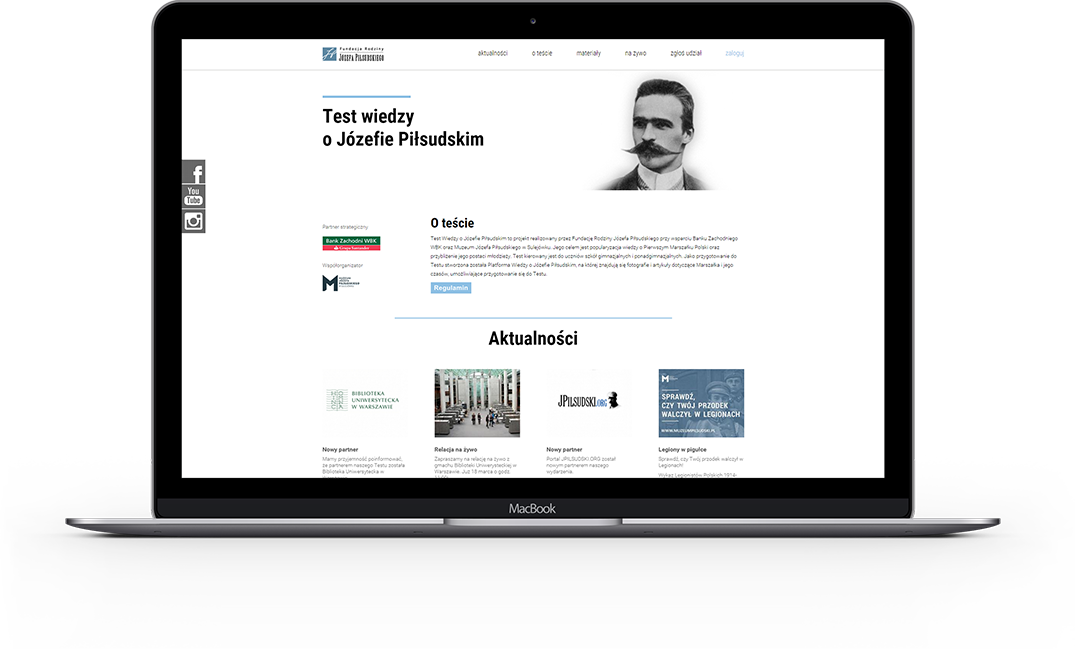 Fundacja Rodziny
JÓZEFA PIŁSUDSKIEGO
aktualności
o teście
materiały
na żywo
zgłoś udział
zaloguj
Test wiedzy
o Józefie Piłsudskim
You
Tube
Partner strategiczny
Bank Zachodni WBK
Grupa Santander
Współorganizator
O teście
Test Wiedzy o Józefie Piłsudskim to projekt realizowany przez Fundację Rodziny Józefa Piłsudskiego przy wsparciu Banku Zachodniego
WBK oraz Muzeum Józefa Piłsudskiego w Sulejówku. Jego celem jest popularyzacja wiedzy o Pierwszym Marszałku Polski oraz
przybliżenie jego postaci młodzieży. Test kierowany jest do uczniów szkół gimnazjalnych i ponadgimnazjalnych. Jako przygotowanie do
Testu stworzona została Platforma Wiedzy o Józefie Piłsudskim, na której znajdują się fotografie i artykuły dotyczące Marszałka i jego
czasów, umożliwiające przygotowanie się do Testu.
Regulamin
Aktualności
BIBLIOTEKA
UNIWERSYTECKA
W WARSZAWIE
JPILSUDSKI.ORG
SPRAWDŹ,
CZY TWÓJ PRZODEK
WALCZYŁ W LEGIONACH
WWW.MUZEUMPILSUDSKI.PL
Nowy partner
Mamy przyjemność poinformować,
że partnerem naszego Testu została
Biblioteka Uniwersytecka w
Relacja na żywo
Zapraszamy na relację na żywo z
gmachu Biblioteki Uniwersyteckiej w
Warszawie. Już 18 marca o godz.
Nowy partner
Portal JPILSUDSKI.ORG został
nowym partnerem naszego
wydarzenia.
Legiony w pigułce
Sprawdź, czy Twój przodek walczył w
Legionach!
Wykaz Legionistów Polskich 1914-
MacBook